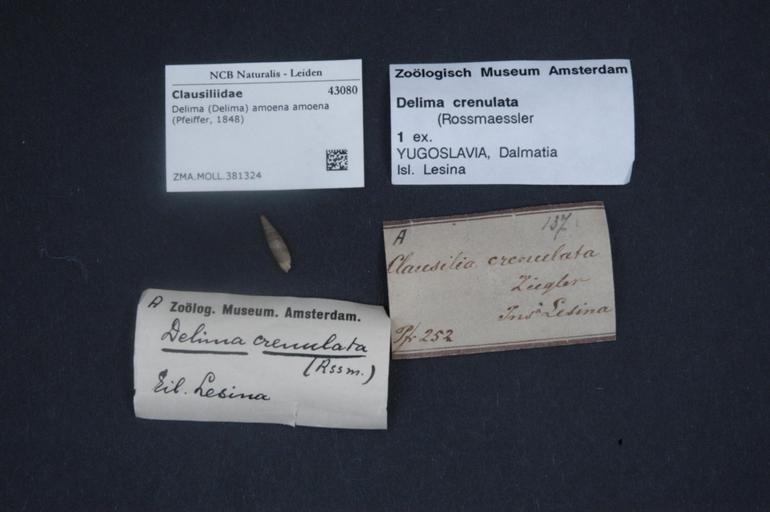 NCB Naturalis - Leiden
Clausiliidae 43080
Delima (Delima) amoena amoena
(Pfeiffer, 1848)
ZMA.MOLL.381324
Zoölogisch Museum Amsterdam
Delima crenulata
(Rossmaessler
1 ex.
YUGOSLAVIA, Dalmatia
Isl. Lesina
A 137.
Clausilia crenulata
Ziegler
Insa Lesina
Pfr 252
A Zoölog. Museum. Amsterdam.
Delima crenulata
(Rssm.)
Eil. Lesina